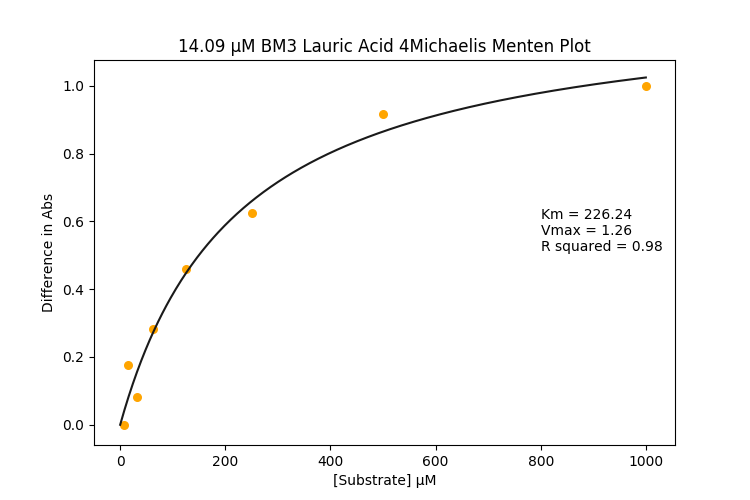 14.09 μM BM3 Lauric Acid 4Michaelis Menten Plot
1.0
0.8
0.6
0.4
0.2
0.0
Difference in Abs
Km = 226.24
Vmax = 1.26
R squared = 0.98
0 200 400 600 800 1000
[Substrate] μM